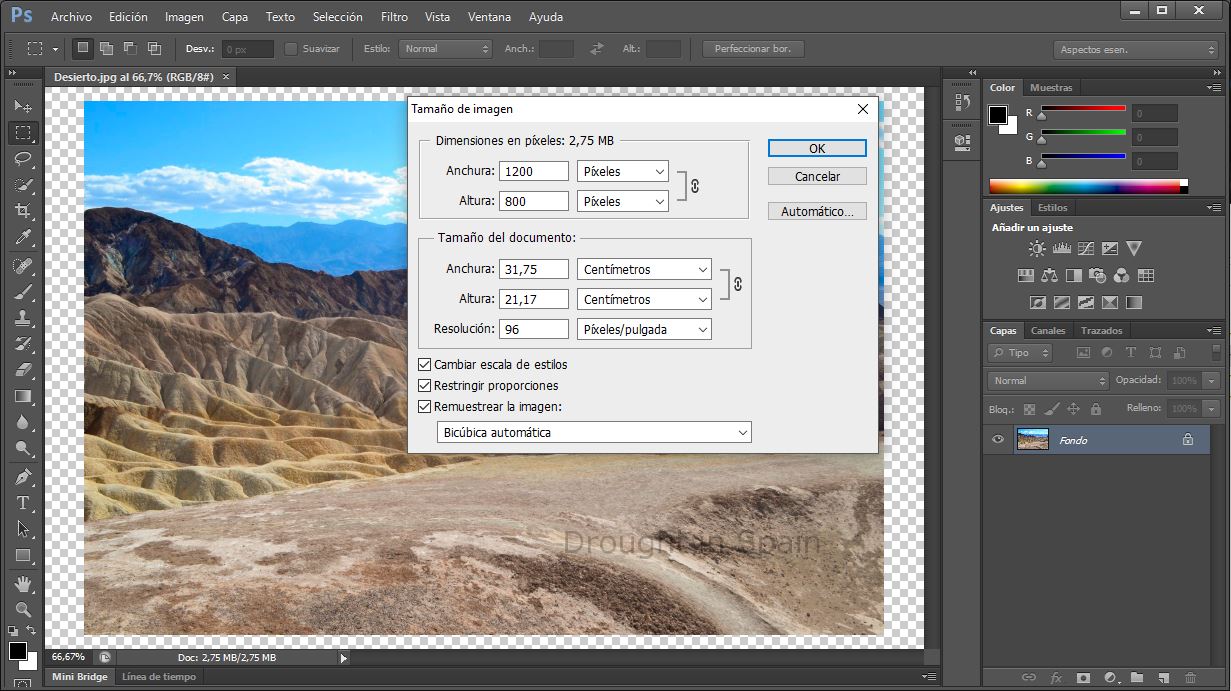 Ps Archivo Edición Imagen Capa Texto Selección Filtro Vista Ventana Ayuda
Desv.: 0 px Suavizar Estilo: Normal Anch.: Alt.: Perfeccionar bor. Aspectos esen.
Desierto.jpg al 66,7% (RGB/8#) ×
Tamaño de imagen
Dimensiones en píxeles: 2,75 MB
Anchura: 1200 Píxeles
Altura: 800 Píxeles
OK
Cancelar
Automático...
Tamaño del documento:
Anchura: 31,75 Centímetros
Altura: 21,17 Centímetros
Resolución: 96 Píxeles/pulgada
Cambiar escala de estilos
Restringir proporciones
Remuestrear la imagen:
Bicúbica automática
Color Muestras
R 0
G 0
B 0
Ajustes Estilos
Añadir un ajuste
Capas Canales Trazados
Tipo
Normal Opacidad: 100%
Bloq.: Relleno: 100%
Fondo
Drought in Spain
66,67% Doc: 2,75 MB/2,75 MB
Mini Bridge Línea de tiempo